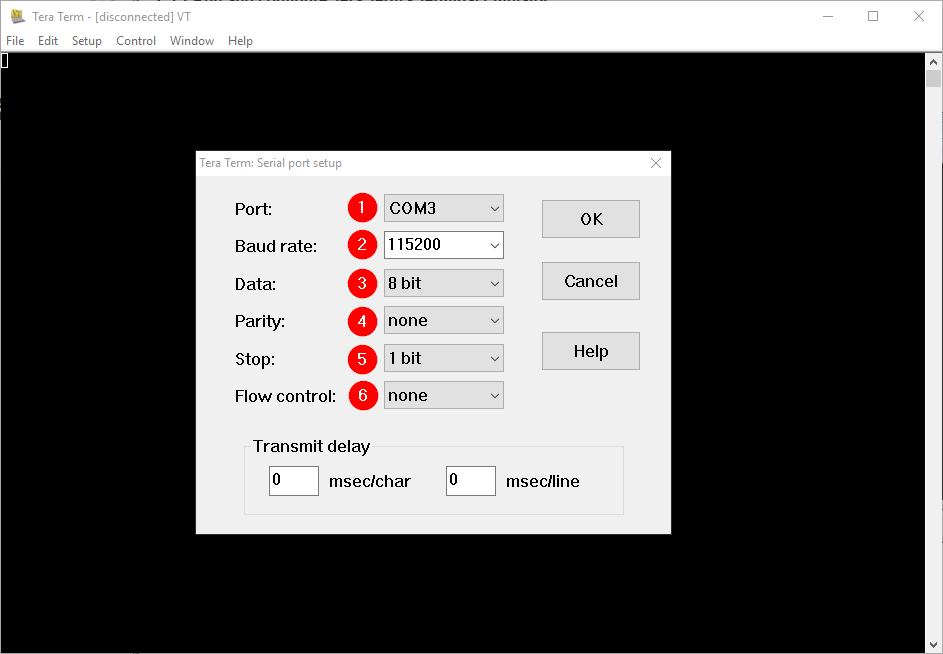 Tera Term - [disconnected] VT
File Edit Setup Control Window Help
Tera Term: Serial port setup
Port: 1 COM3
OK
Baud rate: 2 115200
Data: 3 8 bit
Cancel
Parity: 4 none
Stop: 5 1 bit
Help
Flow control: 6 none
Transmit delay
0 msec/char 0 msec/line